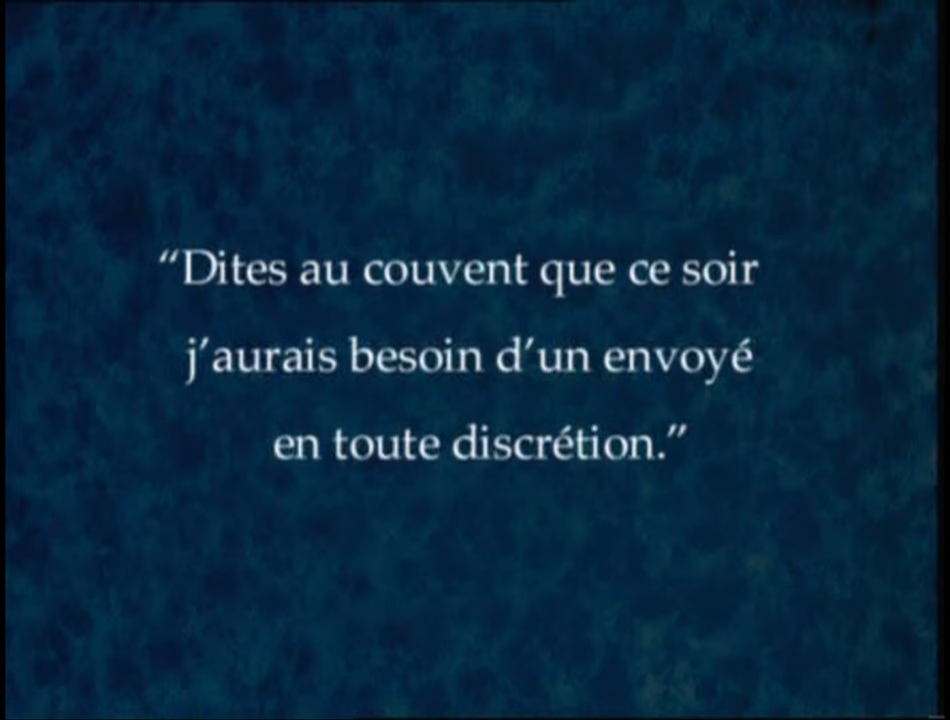 “Dites au couvent que ce soir
j’aurais besoin d’un envoyé
en toute discrétion.”